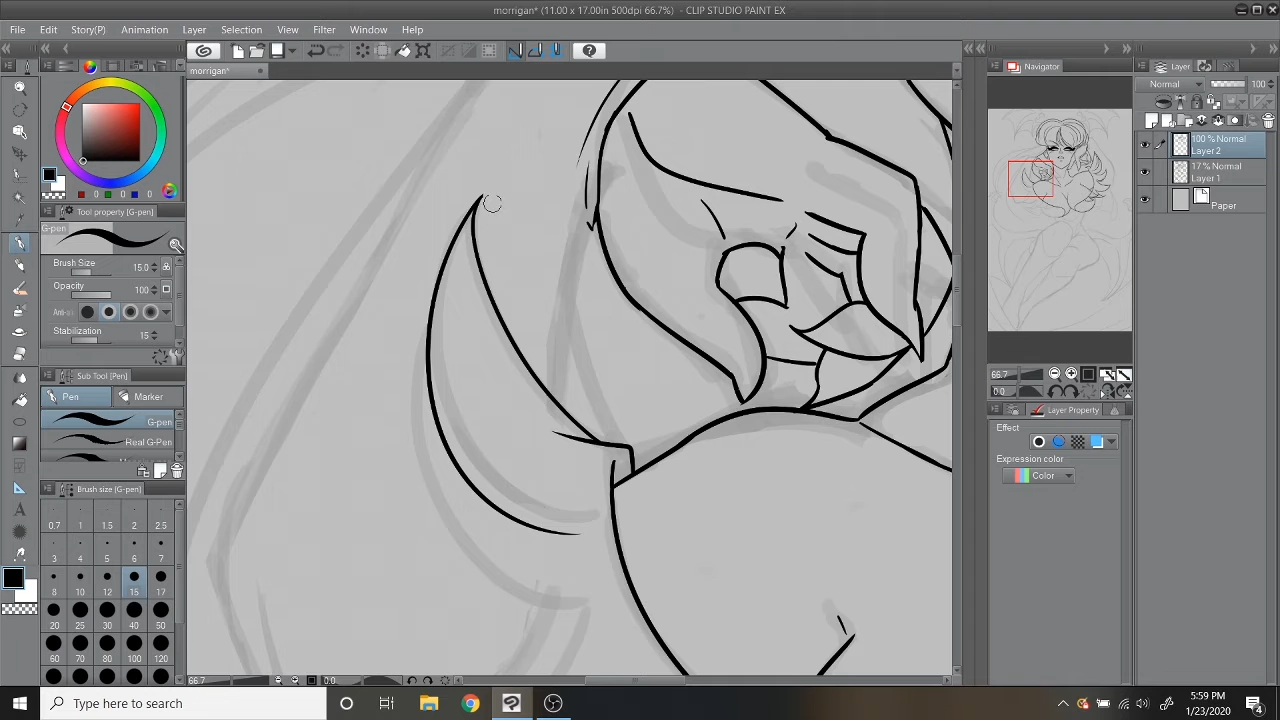 morrigan* (11.00 x 17.00in 500dpi 66.7%) - CLIP STUDIO PAINT EX
File Edit Story(P) Animation Layer Selection View Filter Window Help
morrigan*
Navigator
Layer
Normal 100
100 % Normal
Layer 2
17 % Normal
Layer 1
Paper
0 0 0
Tool property [G-pen]
G-pen
Brush Size 15.0
Opacity 100
Anti-a
Stabilization 15
Sub Tool [Pen]
Pen Marker
G-pen
Real G-Pen
Brush size [G-pen]
0.7 1 1.5 2 2.5
3 4 5 6 7
8 10 12 15 17
20 25 30 40 50
60 70 80 100 120
66.7
0.0
Layer Property
Effect
Expression color
Color
66.7 0.0
Type here to search
5:59 PM
1/23/2020
4